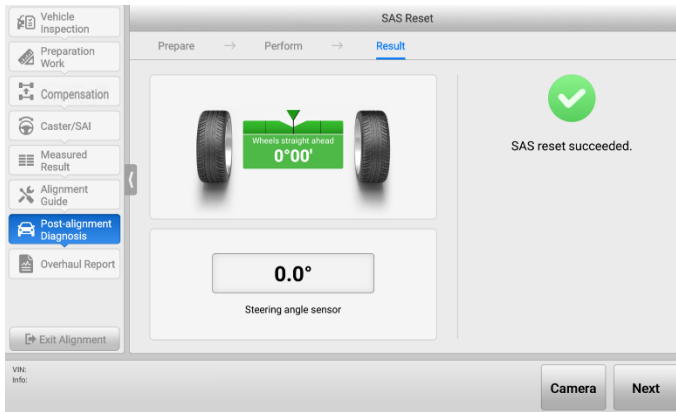 SAS Reset
Vehicle
Inspection
Preparation
Work
Compensation
Caster/SAI
Measured
Result
Alignment
Guide
Post-alignment
Diagnosis
Overhaul Report
Exit Alignment
Prepare → Perform → Result
Wheels straight ahead
0°00'
0.0°
Steering angle sensor
SAS reset succeeded.
VIN:
Info:
Camera
Next